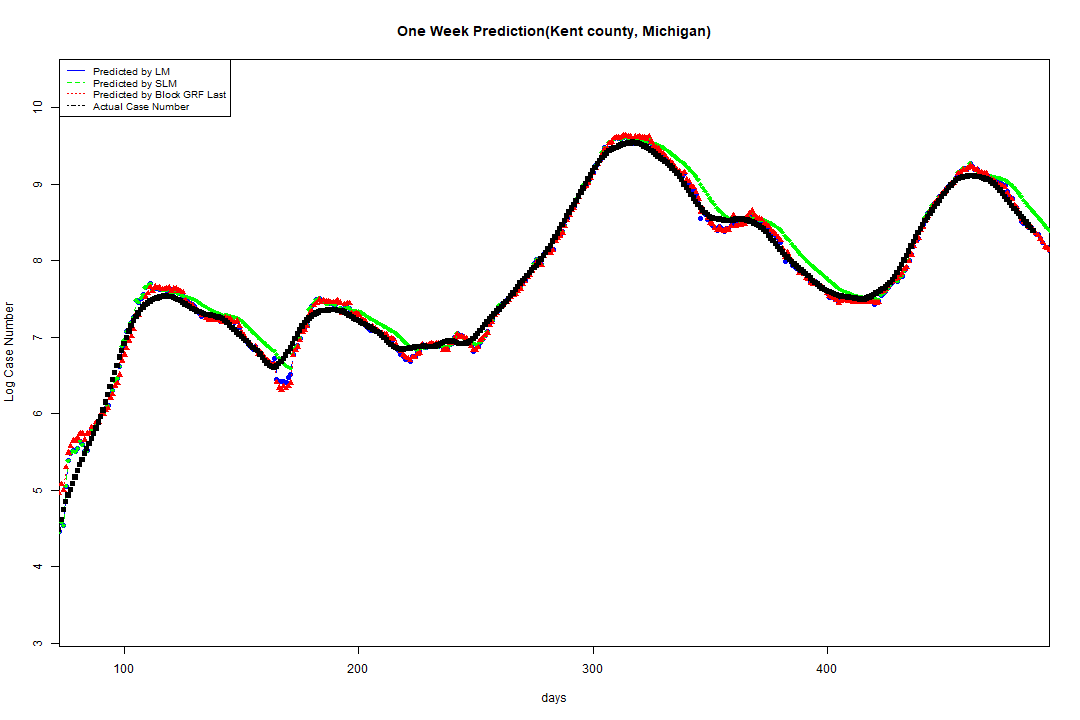 One Week Prediction(Kent county, Michigan)
Predicted by LM
Predicted by SLM
Predicted by Block GRF Last
Actual Case Number
10
9
8
7
6
5
4
3
Log Case Number
100 200 300 400
days